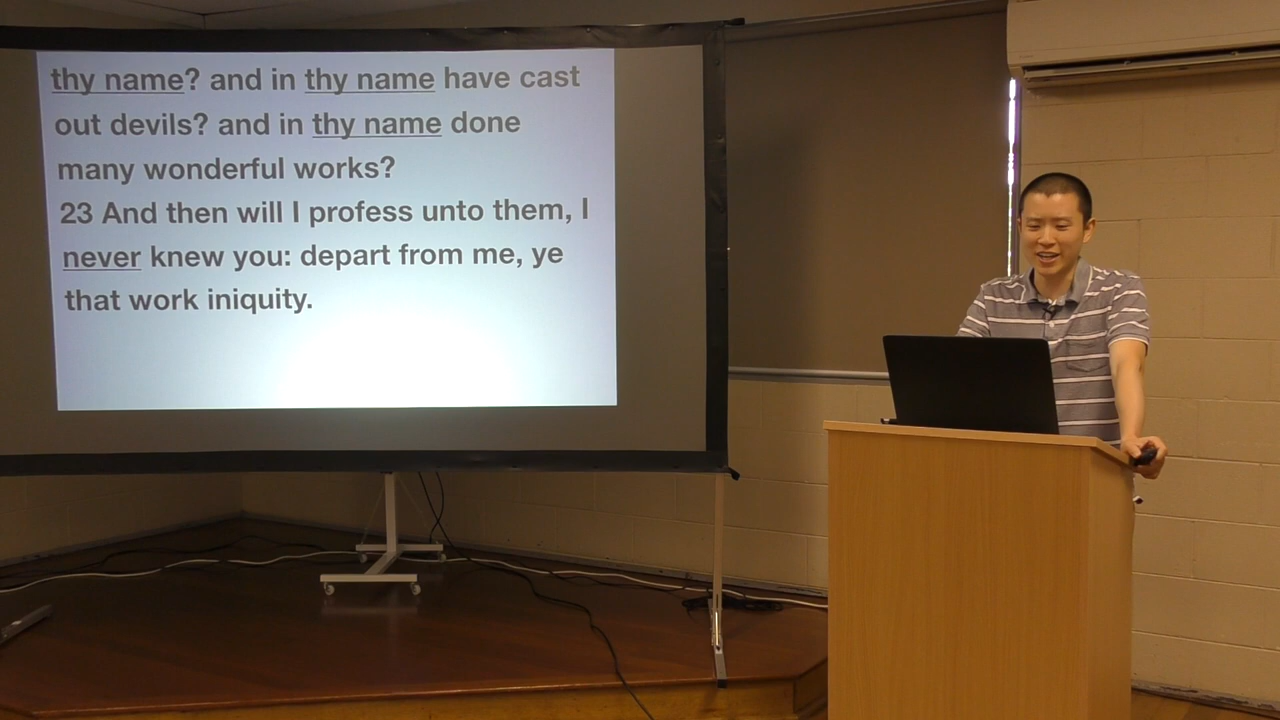 thy name? and in thy name have cast
out devils? and in thy name done
many wonderful works?
23 And then will I profess unto them, I
never knew you: depart from me, ye
that work iniquity.